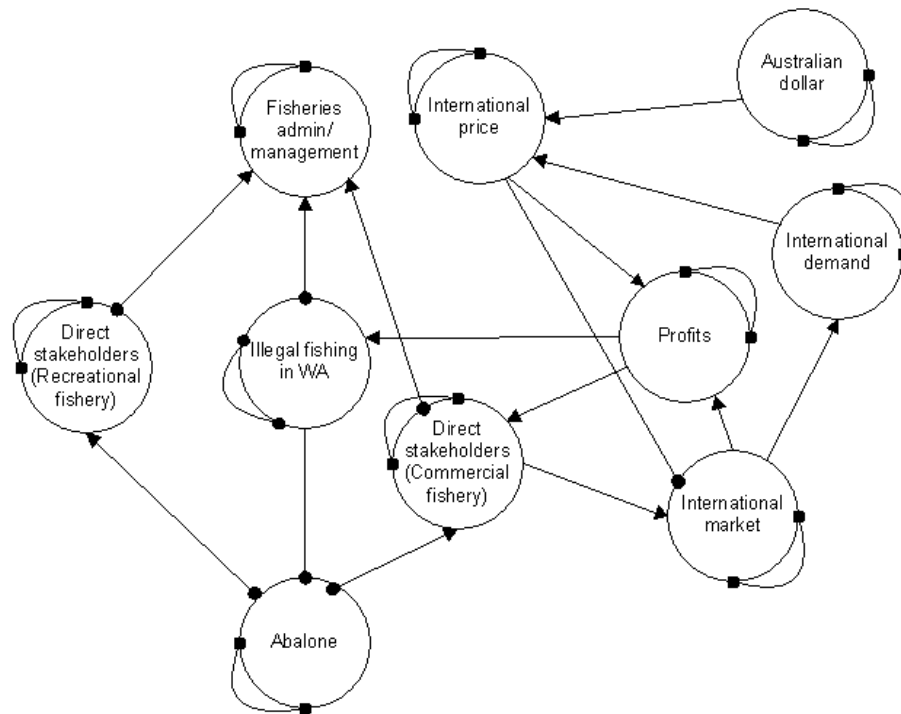 Fisheries
admin/
management
International
price
Australian
dollar
International
demand
Direct
stakeholders
(Recreational
fishery)
Illegal fishing
in WA
Profits
Direct
stakeholders
(Commercial
fishery)
International
market
Abalone